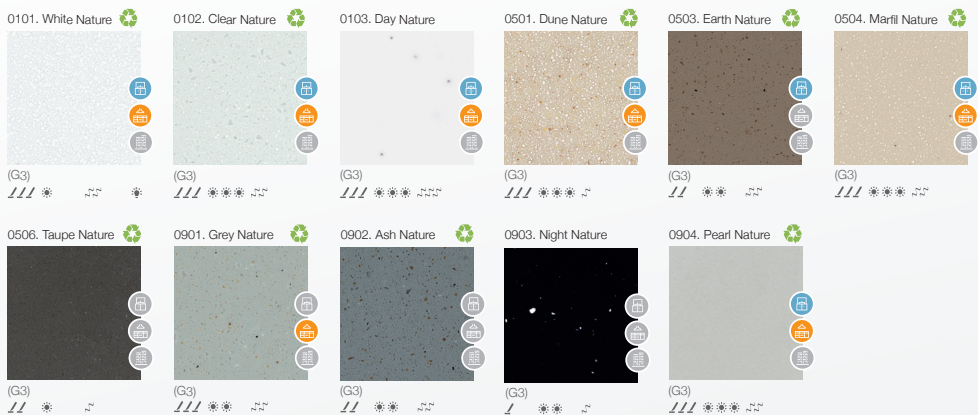 0101. White Nature
0102. Clear Nature
0103. Day Nature
0501. Dune Nature
0503. Earth Nature
0504. Marfil Nature
(G3)
(G3)
(G3)
(G3)
(G3)
(G3)
0506. Taupe Nature
0901. Grey Nature
0902. Ash Nature
0903. Night Nature
0904. Pearl Nature
(G3)
(G3)
(G3)
(G3)
(G3)